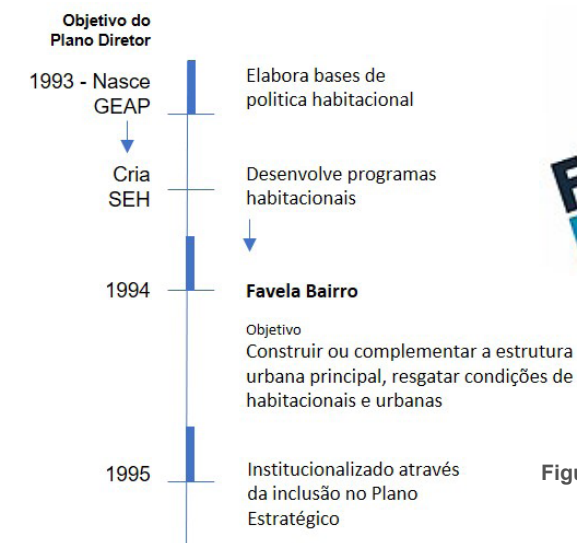 Objetivo do
Plano Diretor
1993 - Nasce
GEAP
Elabora bases de
politica habitacional
Cria
SEH
Desenvolve programas
habitacionais
1994
Favela Bairro
Objetivo
Construir ou complementar a estrutura
urbana principal, resgatar condições de
habitacionais e urbanas
1995
Institucionalizado através
da inclusão no Plano
Estratégico